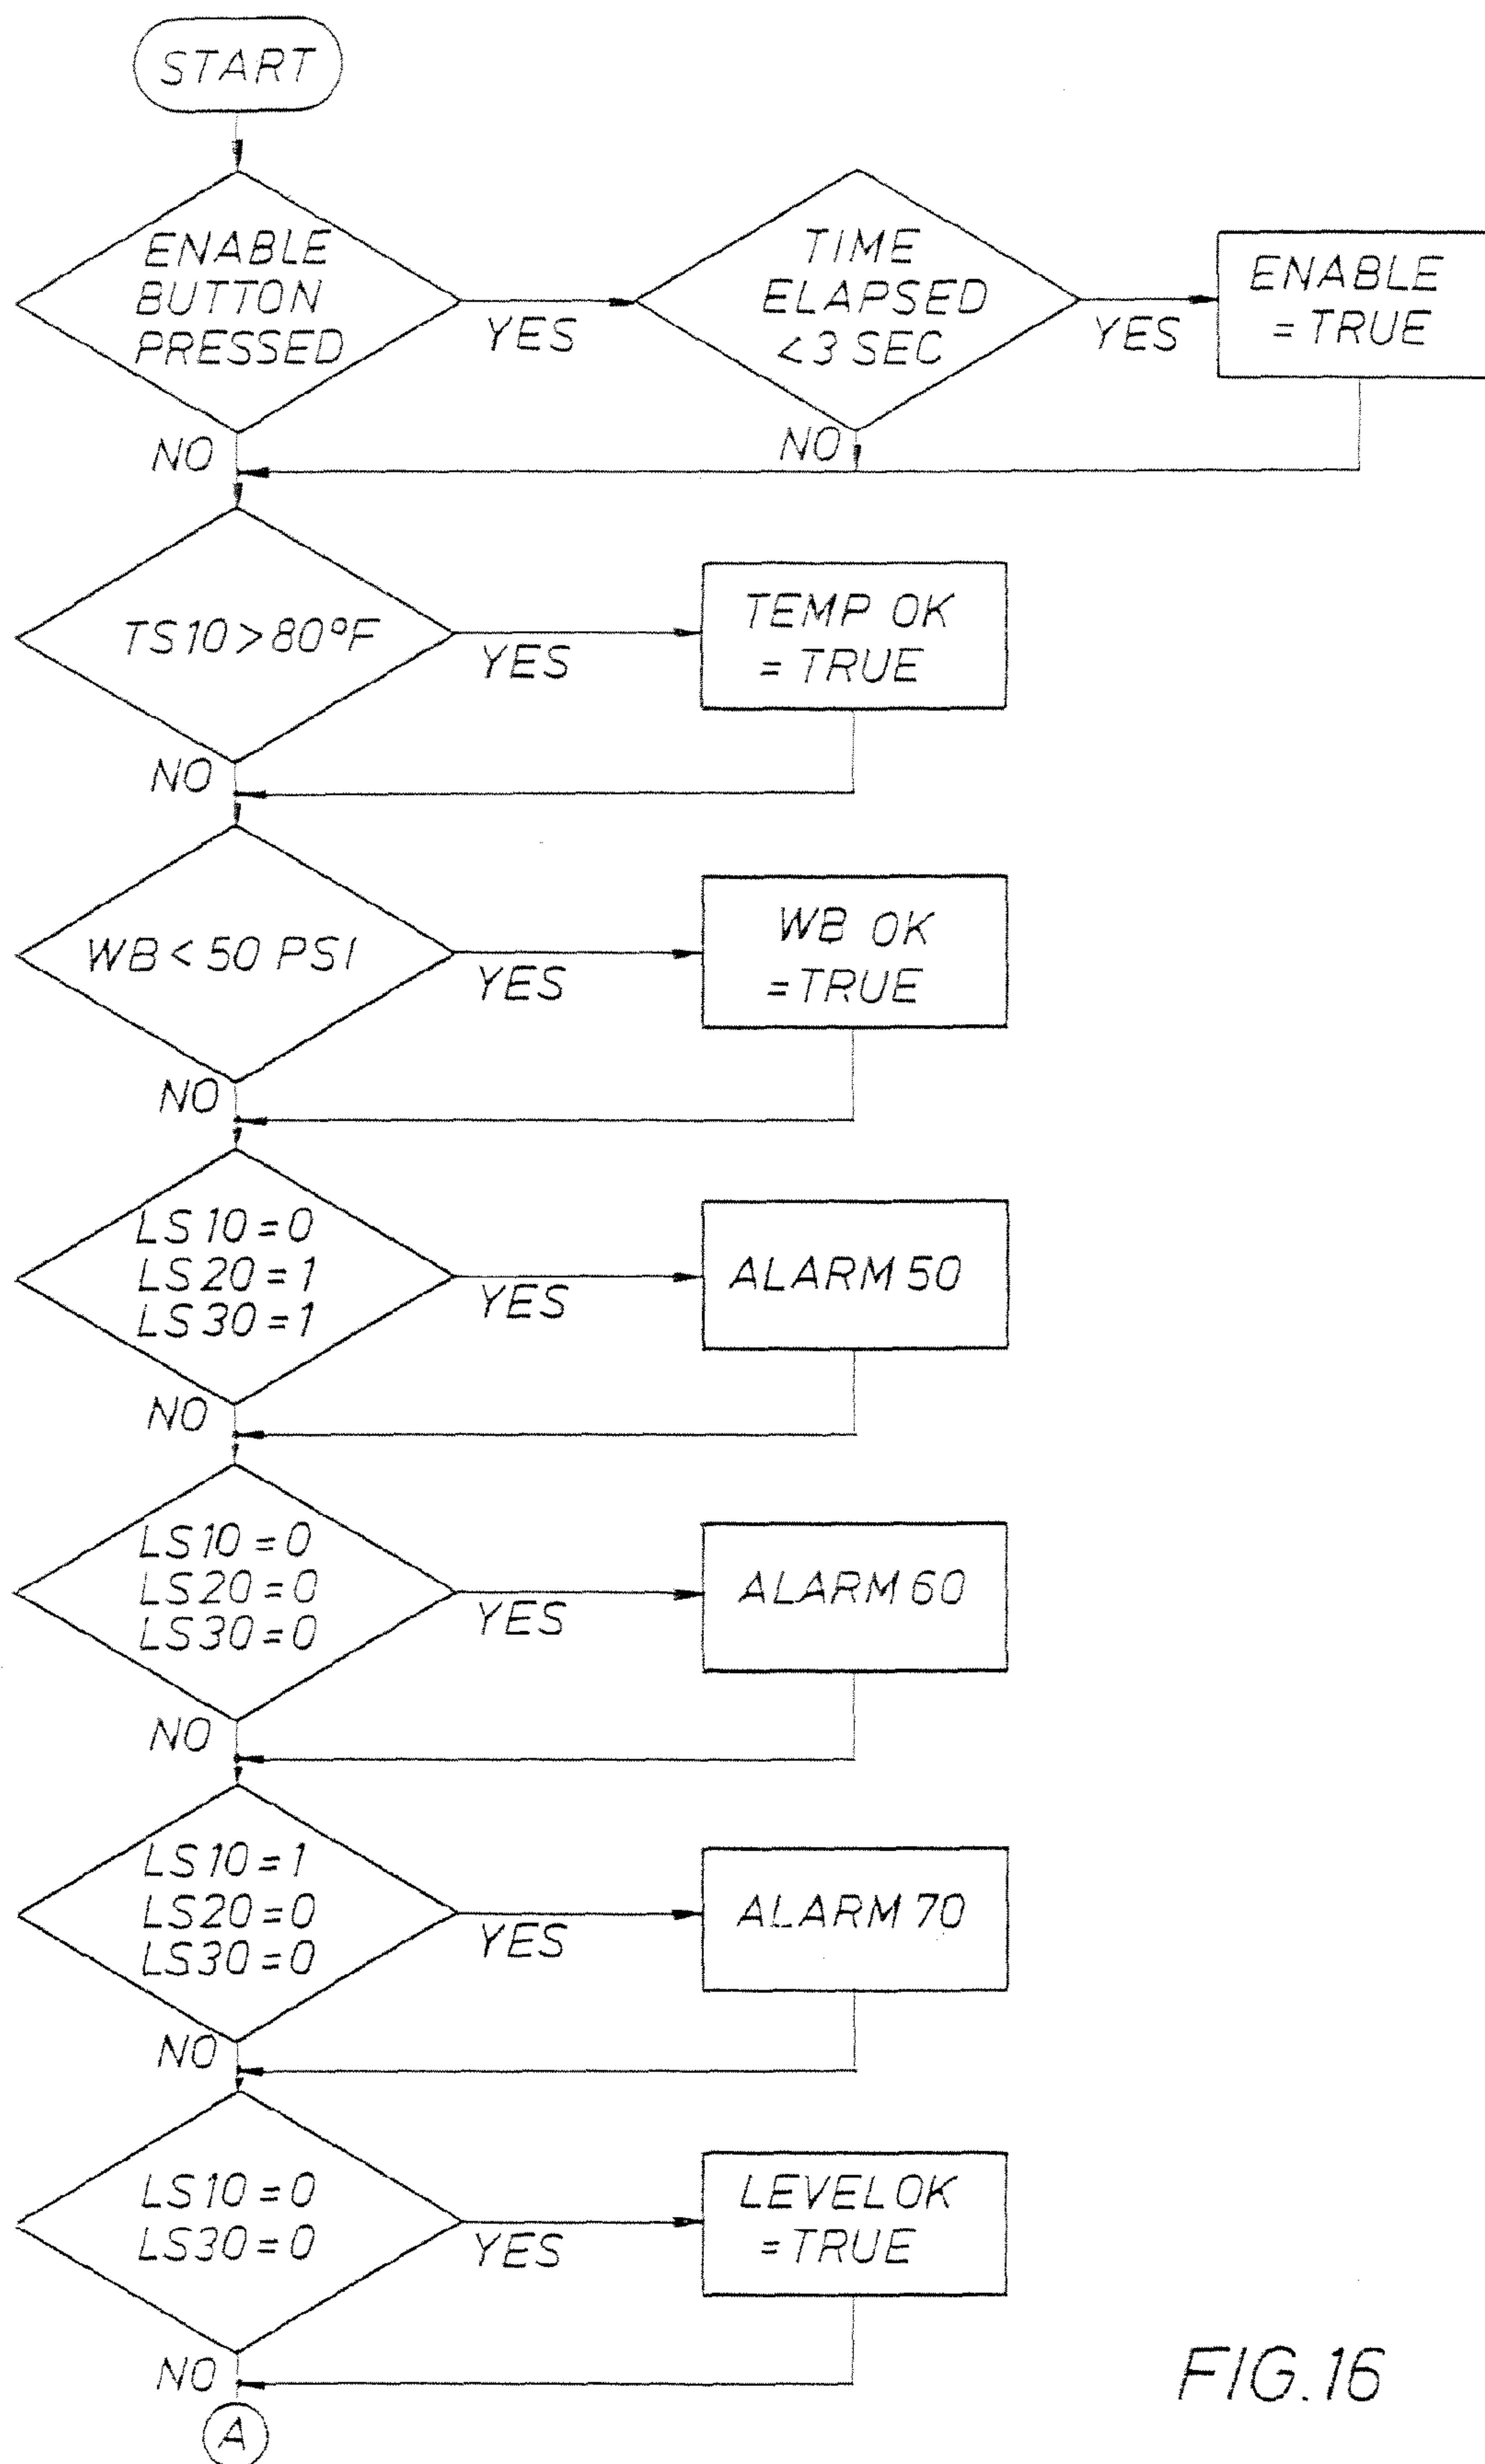 START
ENABLE
BUTTON
PRESSED
YES
TIME
ELAPSED
<3 SEC
YES
ENABLE
=TRUE
NO
NO
TS10>80°F
YES
TEMP OK
=TRUE
NO
WB<50 PSI
YES
WB OK
=TRUE
NO
LS10=0
LS20=1
LS30=1
YES
ALARM 50
NO
LS10=0
LS20=0
LS30=0
YES
ALARM 60
NO
LS10=1
LS20=0
LS30=0
YES
ALARM 70
NO
LS10=0
LS30=0
YES
LEVELOK
=TRUE
NO
A
FIG.16